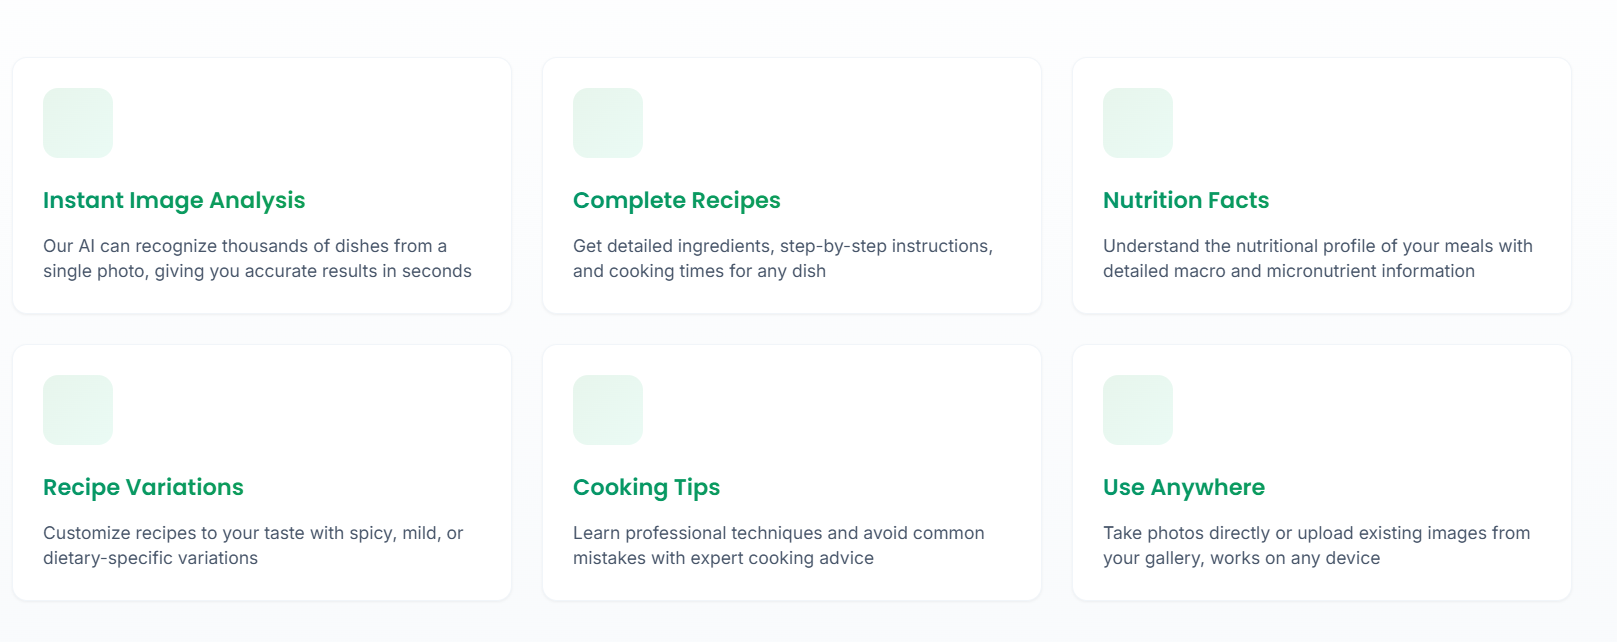 Instant Image Analysis
Our AI can recognize thousands of dishes from a
single photo, giving you accurate results in seconds
Complete Recipes
Get detailed ingredients, step-by-step instructions,
and cooking times for any dish
Nutrition Facts
Understand the nutritional profile of your meals with
detailed macro and micronutrient information
Recipe Variations
Customize recipes to your taste with spicy, mild, or
dietary-specific variations
Cooking Tips
Learn professional techniques and avoid common
mistakes with expert cooking advice
Use Anywhere
Take photos directly or upload existing images from
your gallery, works on any device